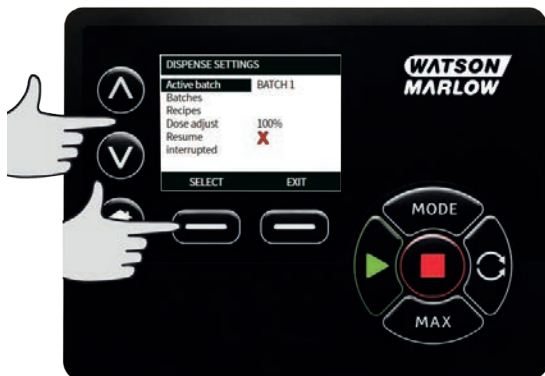 DISPENSE SETTINGS
Active batch BATCH 1
Batches
Recipes
Dose adjust 100%
Resume
interrupted
SELECT EXIT
WATSON
MARLOW
MODE
MAX